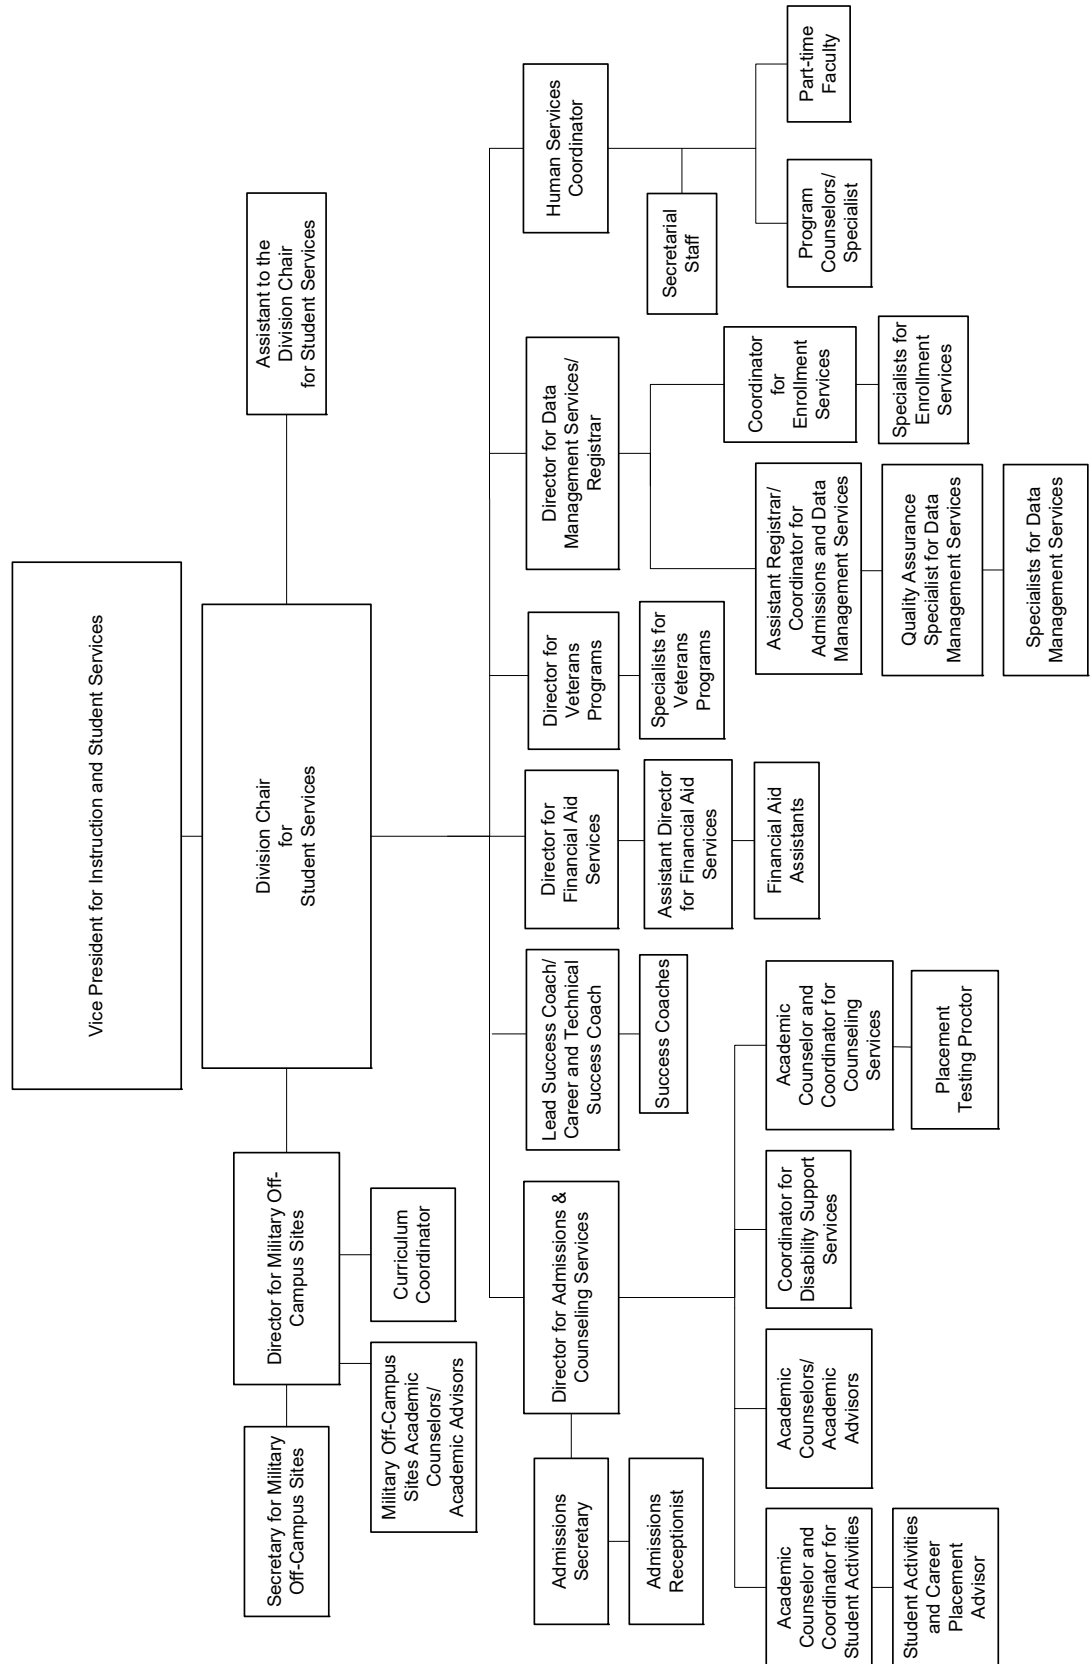 Vice President for Instruction and Student Services
Division Chair
for
Student Services
Assistant to the
Division Chair
for Student Services
Director for Military Off-
Campus Sites
Secretary for Military
Off-Campus Sites
Military Off-Campus
Sites Academic
Counselors/
Academic Advisors
Curriculum
Coordinator
Director for Admissions &
Counseling Services
Lead Success Coach/
Career and Technical
Success Coach
Director for
Financial Aid
Services
Director for
Veterans
Programs
Director for Data
Management Services/
Registrar
Human Services
Coordinator
Admissions
Secretary
Admissions
Receptionist
Success Coaches
Assistant Director
for Financial Aid
Services
Financial Aid
Assistants
Specialists for
Veterans
Programs
Secretarial
Staff
Academic
Counselor and
Coordinator for
Student Activities
Student Activities
and Career
Placement
Advisor
Academic
Counselors/
Academic
Advisors
Coordinator for
Disability Support
Services
Academic
Counselor and
Coordinator for
Counseling
Services
Placement
Testing Proctor
Assistant Registrar/
Coordinator for
Admissions and Data
Management Services
Quality Assurance
Specialist for Data
Management Services
Specialists for Data
Management Services
Coordinator
for
Enrollment
Services
Specialists for
Enrollment
Services
Program
Counselors/
Specialist
Part-time
Faculty